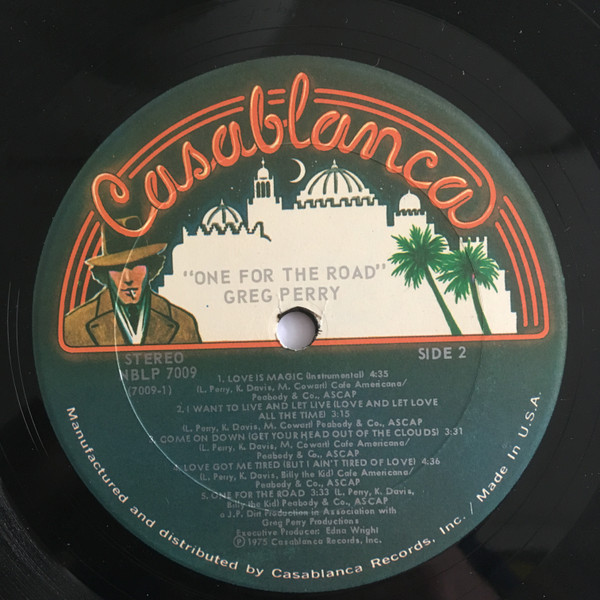 Casablanca
"ONE FOR THE ROAD"
GREG PERRY
STEREO
NBLP 7009
(7009-1)
SIDE 2
1. LOVE IS MAGIC (Instrumental) 4:35
(L. Perry, K. Davis, M. Cowart) Cafe Americana/
Peabody & Co., ASCAP
2. I WANT TO LIVE AND LET LIVE (LOVE AND LET LOVE
ALL THE TIME) 3:15
(L. Perry, K. Davis, M. Cowart) Peabody & Co., ASCAP
3. COME ON DOWN (GET YOUR HEAD OUT OF THE CLOUDS) 3:31
(L. Perry, K. Davis, M. Cowart) Cafe Americana/
Peabody & Co., ASCAP
4. LOVE GOT ME TIRED (BUT I AIN'T TIRED OF LOVE) 4:36
(L. Perry, K. Davis, Billy the Kid) Cafe Americana/
Peabody & Co., ASCAP
5. ONE FOR THE ROAD 3:33 (L. Perry, K. Davis,
Billy the Kid) Peabody & Co., ASCAP
a J.P. Dirt Production in Association with
Greg Perry Productions
Executive Producer: Edna Wright
Ⓟ1975 Casablanca Records, Inc.
Manufactured and distributed by Casablanca Records, Inc. / Made in U.S.A.